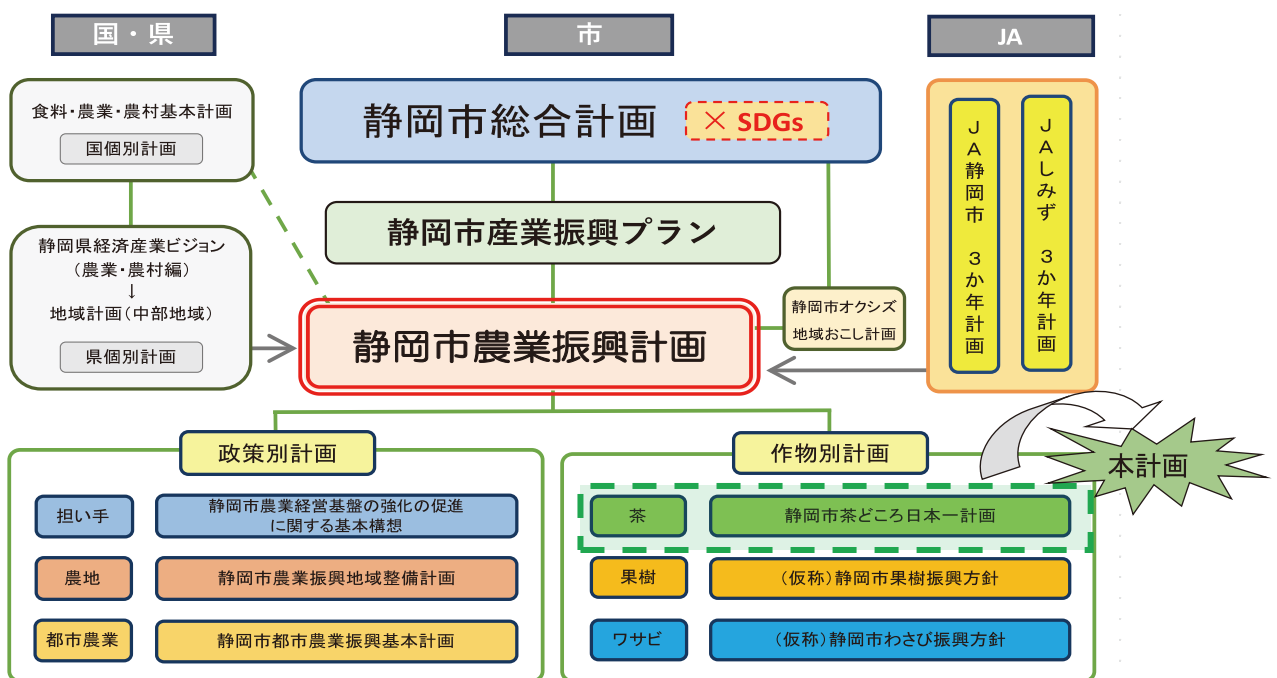 国・県
市
JA
食料・農業・農村基本計画
国個別計画
静岡県経済産業ビジョン
(農業・農村編)
↓
地域計画(中部地域)
県個別計画
静岡市総合計画
× SDGs
静岡市産業振興プラン
静岡市農業振興計画
静岡市オクシズ
地域おこし計画
JA静岡市 3か年計画
JAしみず 3か年計画
政策別計画
担い手
静岡市農業経営基盤の強化の促進
に関する基本構想
農地
静岡市農業振興地域整備計画
都市農業
静岡市都市農業振興基本計画
作物別計画
本計画
茶
静岡市茶どころ日本一計画
果樹
(仮称)静岡市果樹振興方針
ワサビ
(仮称)静岡市わさび振興方針